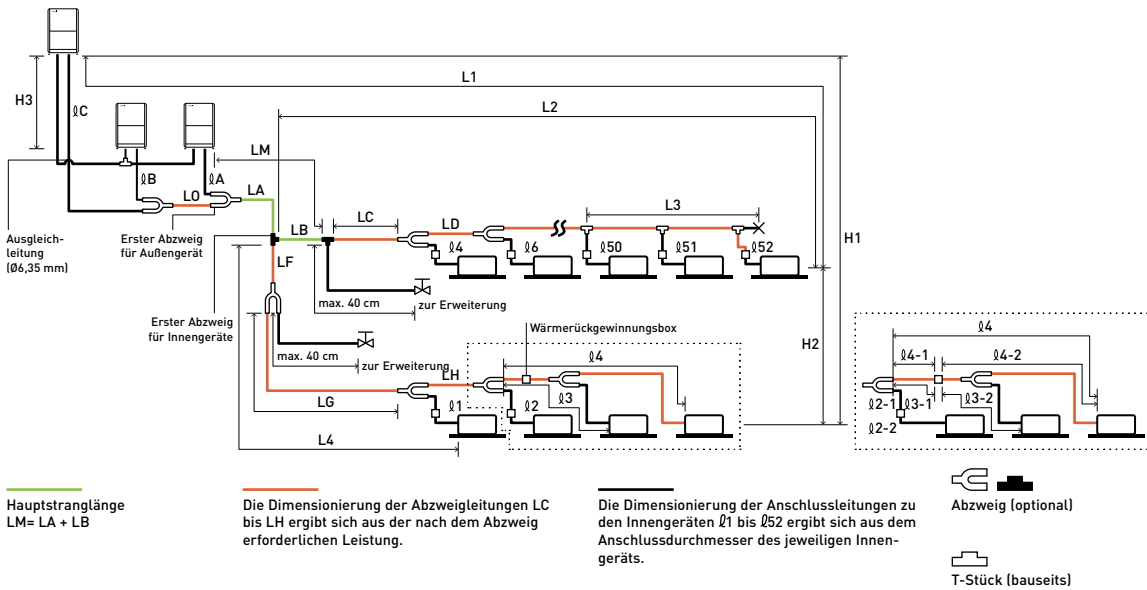 L1
H3
ℓC
L2
LM
ℓB
ℓA
LO
LA
LC
LD
L3
H1
LB
Ausgleich-
leitung
(Ø6,35 mm)
Erster Abzweig
für Außengerät
ℓ4
ℓ6
ℓ50
ℓ51
ℓ52
LF
max. 40 cm
zur Erweiterung
Erster Abzweig
für Innengeräte
Wärmerückgewinnungsbox
H2
max. 40 cm
zur Erweiterung
LH
ℓ4
LG
ℓ1
ℓ2
ℓ3
L4
ℓ4
ℓ4-1
ℓ4-2
ℓ2-1
ℓ3-1
ℓ3-2
ℓ2-2
Hauptstranglänge
LM= LA + LB
Die Dimensionierung der Abzweigleitungen LC
bis LH ergibt sich aus der nach dem Abzweig
erforderlichen Leistung.
Die Dimensionierung der Anschlussleitungen zu
den Innengeräten ℓ1 bis ℓ52 ergibt sich aus dem
Anschlussdurchmesser des jeweiligen Innen-
geräts.
Abzweig (optional)
T-Stück (bauseits)